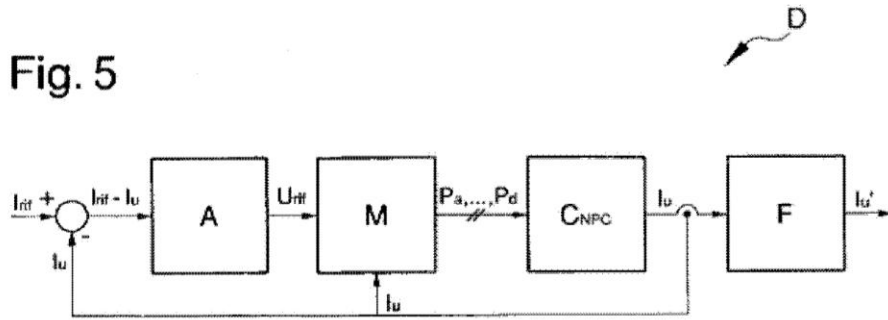 D
Fig. 5
Irif + Irif - Iu A Urif M Pa,...,Pd CNPC Iu F Iu'
-
Iu Iu